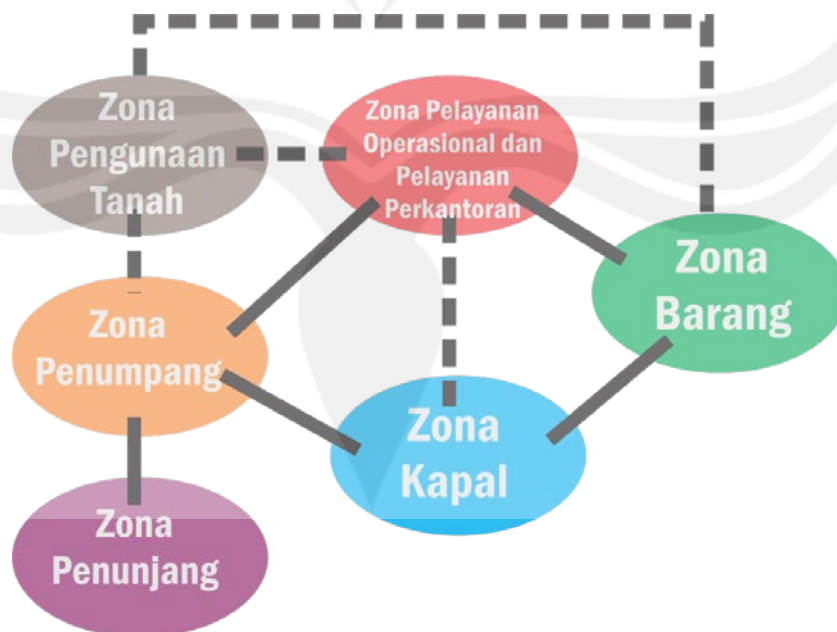 Zona
Pengunaan
Tanah
Zona Pelayanan
Operasional dan
Pelayanan
Perkantoran
Zona
Barang
Zona
Penumpang
Zona
Kapal
Zona
Penunjang